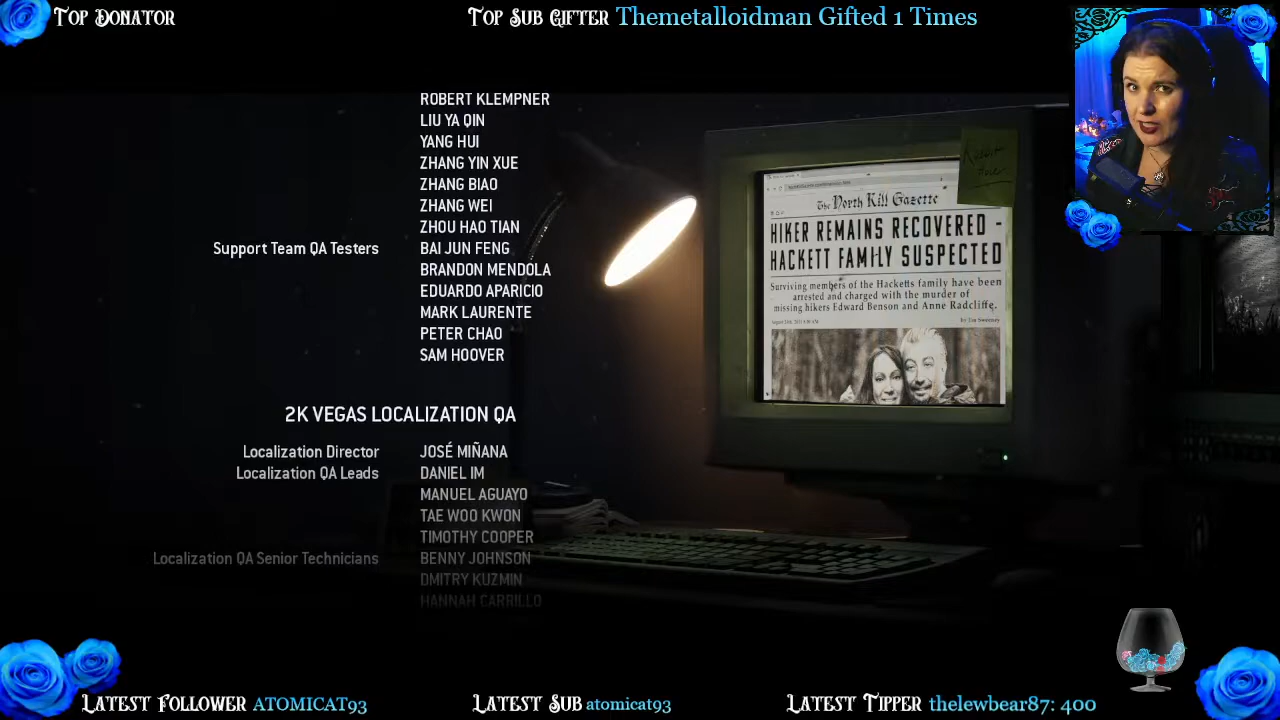 Top Donator
Top Sub Gifter Themetalloidman Gifted 1 Times
ROBERT KLEMPNER
LIU YA QIN
YANG HUI
ZHANG YIN XUE
ZHANG BIAO
ZHANG WEI
ZHOU HAO TIAN
Support Team QA Testers BAI JUN FENG
BRANDON MENDOLA
EDUARDO APARICIO
MARK LAURENTE
PETER CHAO
SAM HOOVER
2K VEGAS LOCALIZATION QA
Localization Director JOSÉ MIÑANA
Localization QA Leads DANIEL IM
MANUEL AGUAYO
TAE WOO KWON
TIMOTHY COOPER
Localization QA Senior Technicians BENNY JOHNSON
DMITRY KUZMIN
HANNAH CARRILLO
The North Kill Gazette
HIKER REMAINS RECOVERED -
HACKETT FAMILY SUSPECTED
Surviving members of the Hacketts family have been
arrested and charged with the murder of
missing hikers Edward Benson and Anne Radcliffe.
Latest Follower ATOMICAT93
Latest Sub atomicat93
Latest Tipper thelewbear87: 400